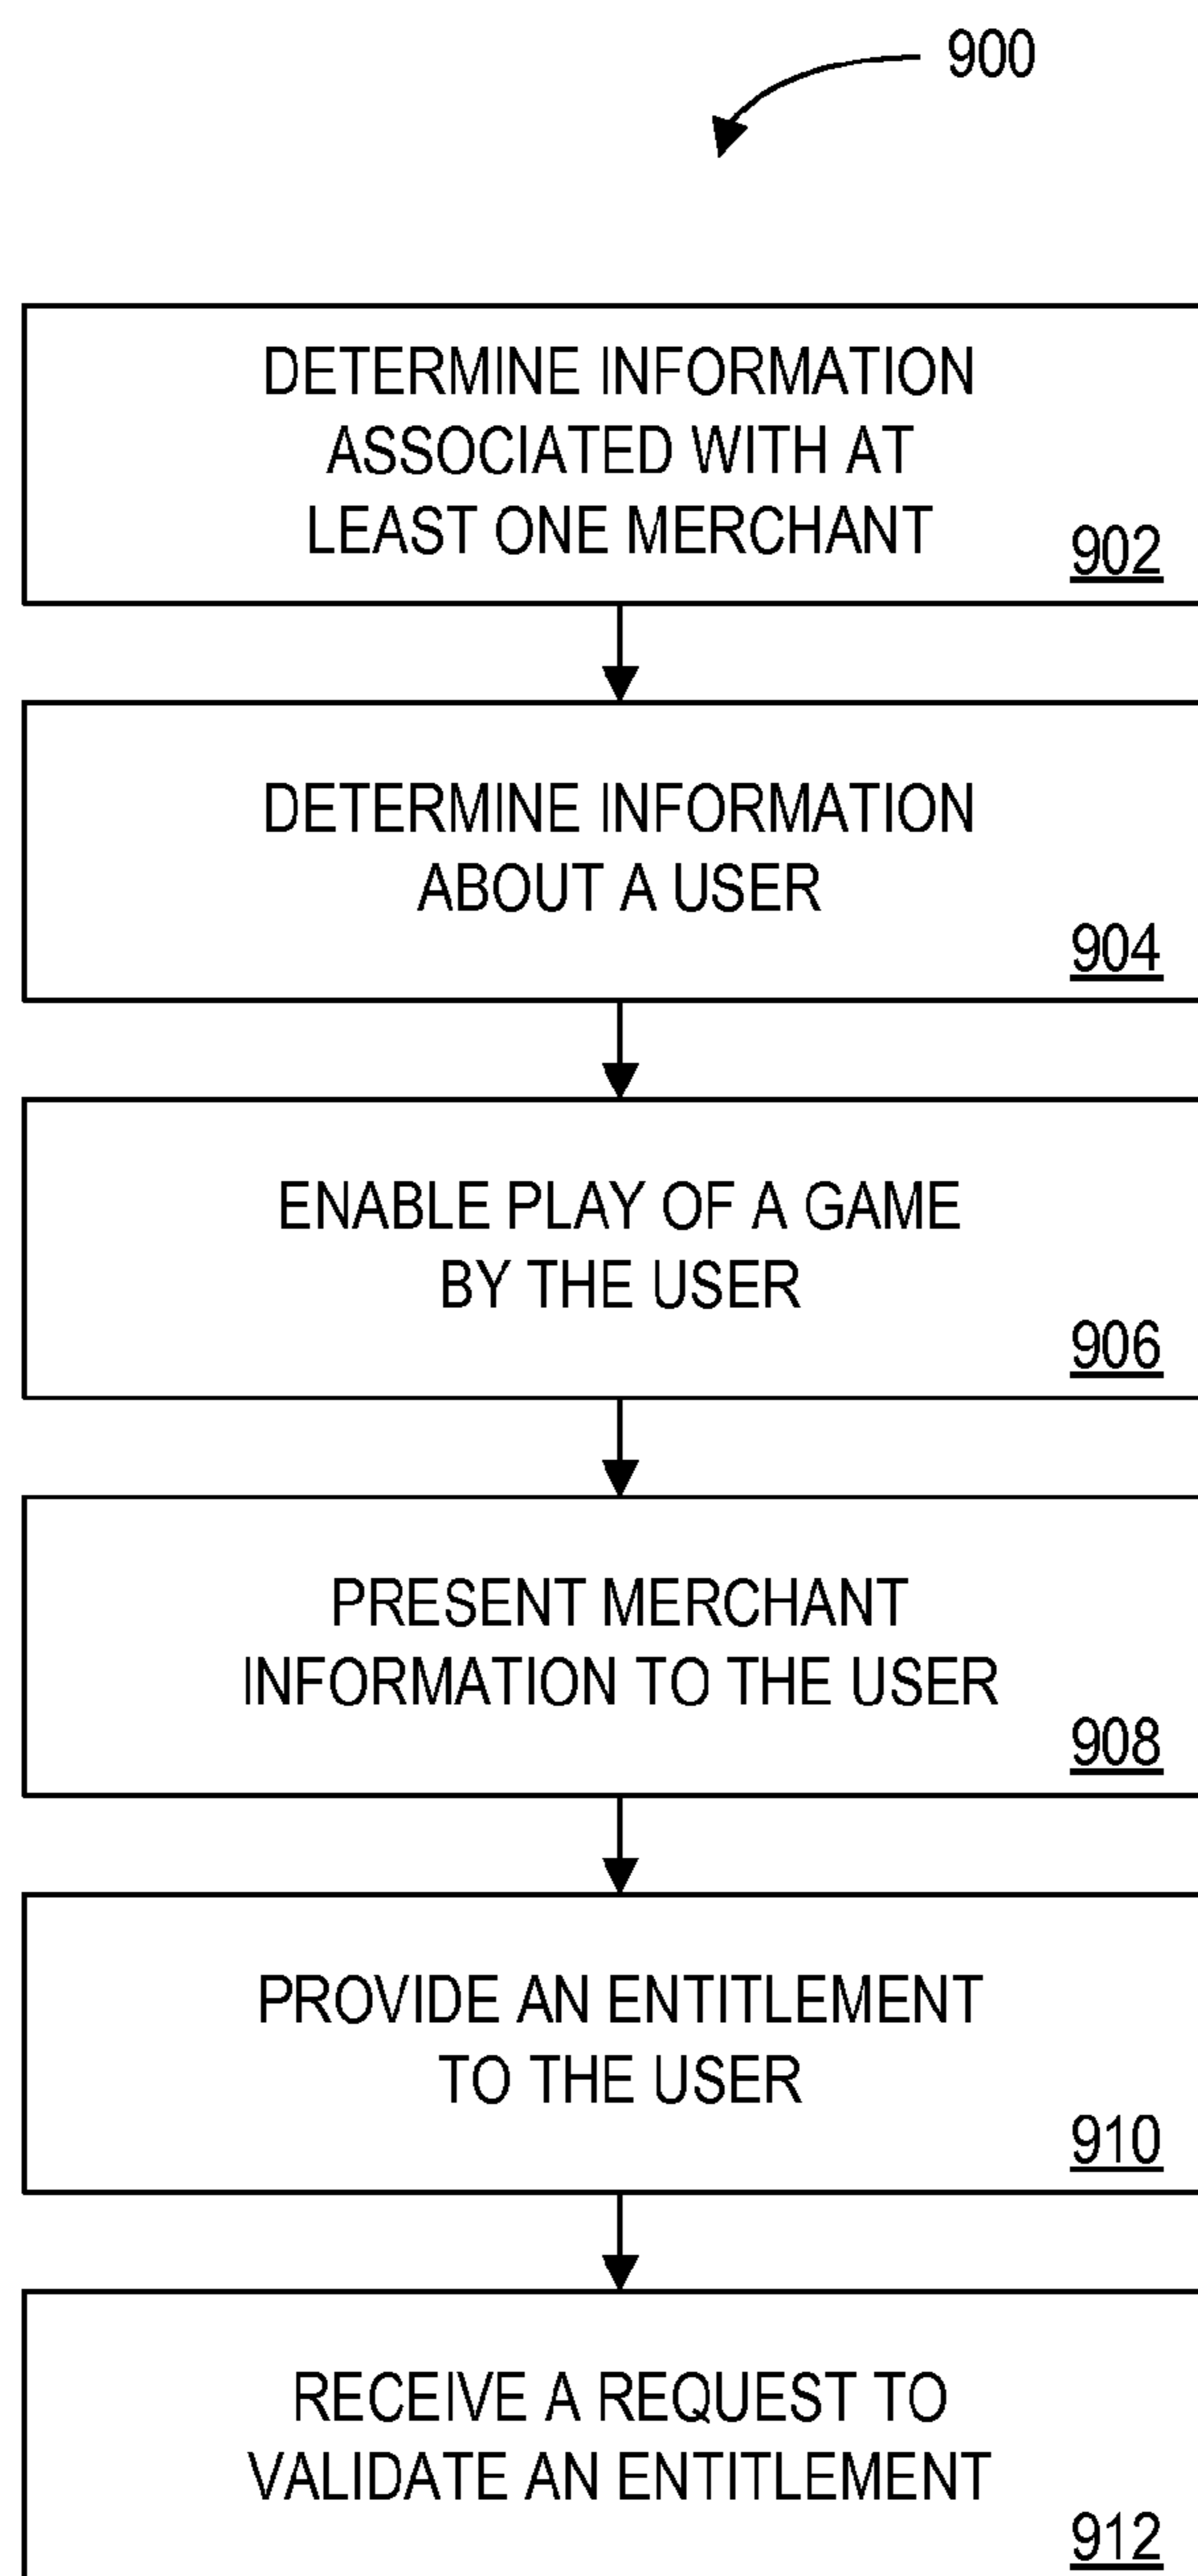 900
DETERMINE INFORMATION
ASSOCIATED WITH AT
LEAST ONE MERCHANT
902
DETERMINE INFORMATION
ABOUT A USER
904
ENABLE PLAY OF A GAME
BY THE USER
906
PRESENT MERCHANT
INFORMATION TO THE USER
908
PROVIDE AN ENTITLEMENT
TO THE USER
910
RECEIVE A REQUEST TO
VALIDATE AN ENTITLEMENT
912